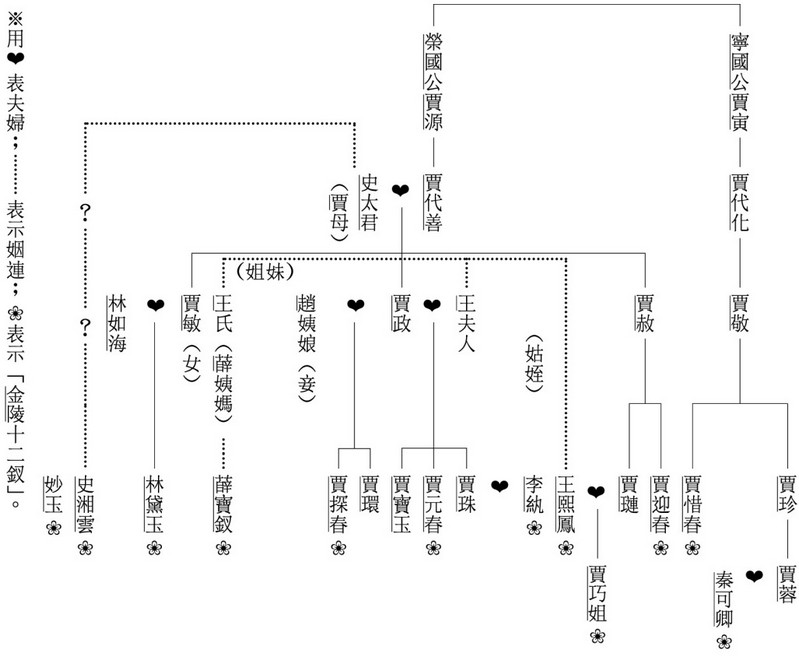 寧國公賈寅
榮國公賈源
賈代化
賈代善
❤
史太君
(賈母)
?
賈敬
賈赦
(姑姪)
王夫人
❤
賈政
❤
趙姨娘(妾)
(姐妹)
王氏(薛姨媽)
賈敏(女)
❤
林如海
?
賈珍
賈惜春❀
賈迎春❀
賈璉
❤
王熙鳳❀
李紈❀
❤
賈珠
賈元春❀
賈寶玉
賈環
賈探春❀
薛寶釵❀
林黛玉❀
史湘雲❀
妙玉❀
賈蓉
❤
秦可卿❀
賈巧姐❀
※用❤表夫婦;……表示姻連;❀表示「金陵十二釵」。